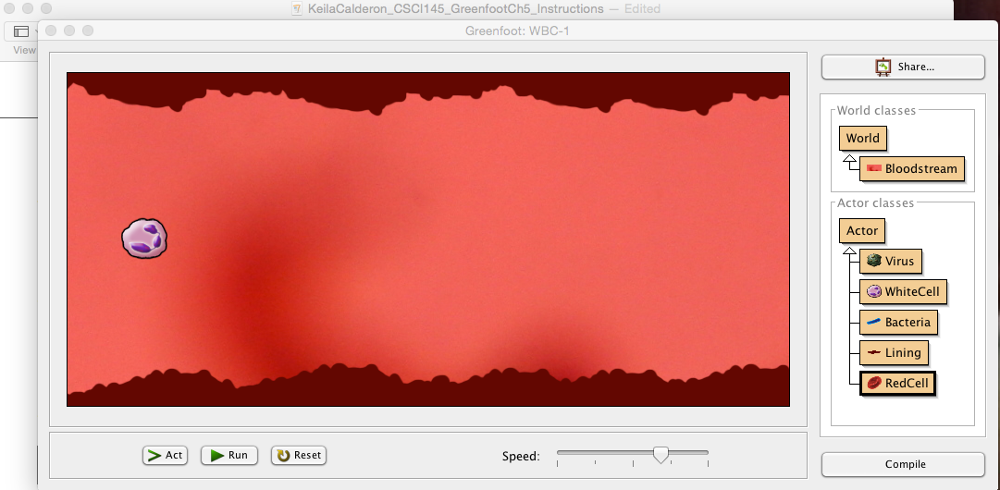 KeilaCalderon_CSCI145_GreenfootCh5_Instructions — Edited
View
Greenfoot: WBC-1
Share...
World classes
World
Bloodstream
Actor classes
Actor
Virus
WhiteCell
Bacteria
Lining
RedCell
Act
Run
Reset
Speed:
Compile